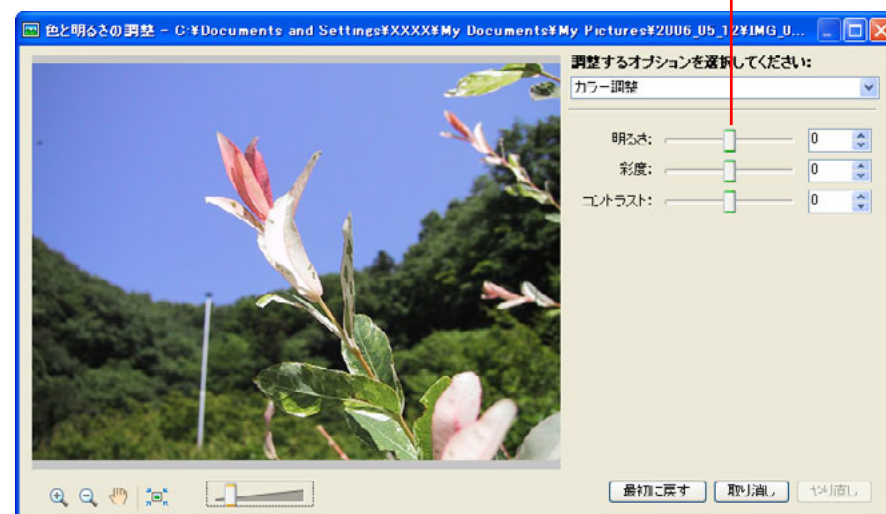 色と明るさの調整 - C:¥Documents and Settings¥XXXX¥My Documents¥My Pictures¥2006_05_12¥IMG_0...
調整するオプションを選択してください:
カラー調整
明るさ: 0
彩度: 0
コントラスト: 0
最初に戻す 取り消し やり直し